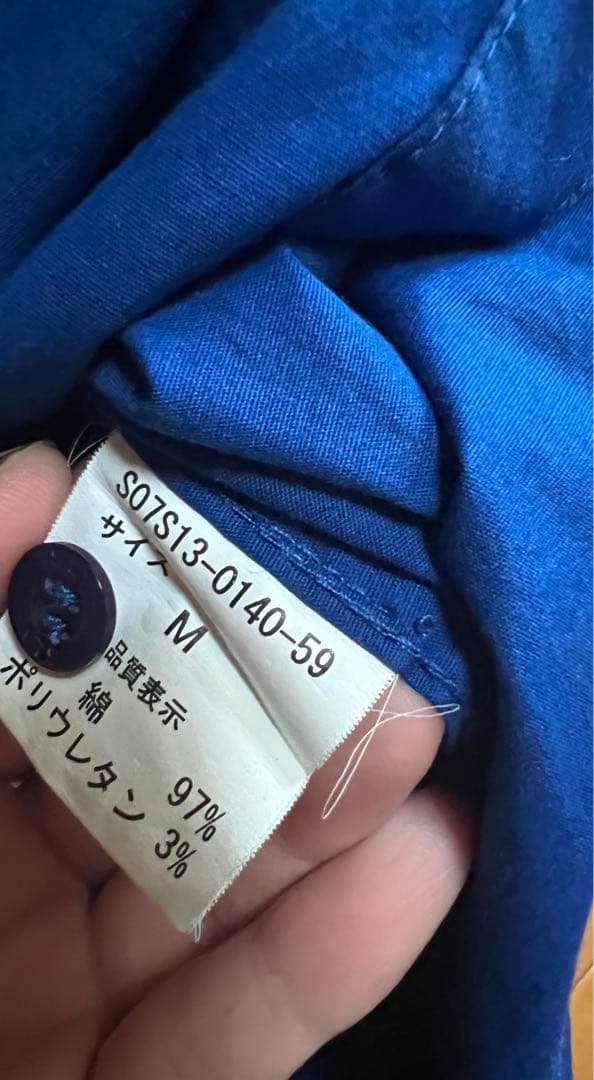 S07S13-0140-59
サイズ
M
品質表示
綿 97%
ポリウレタン 3%